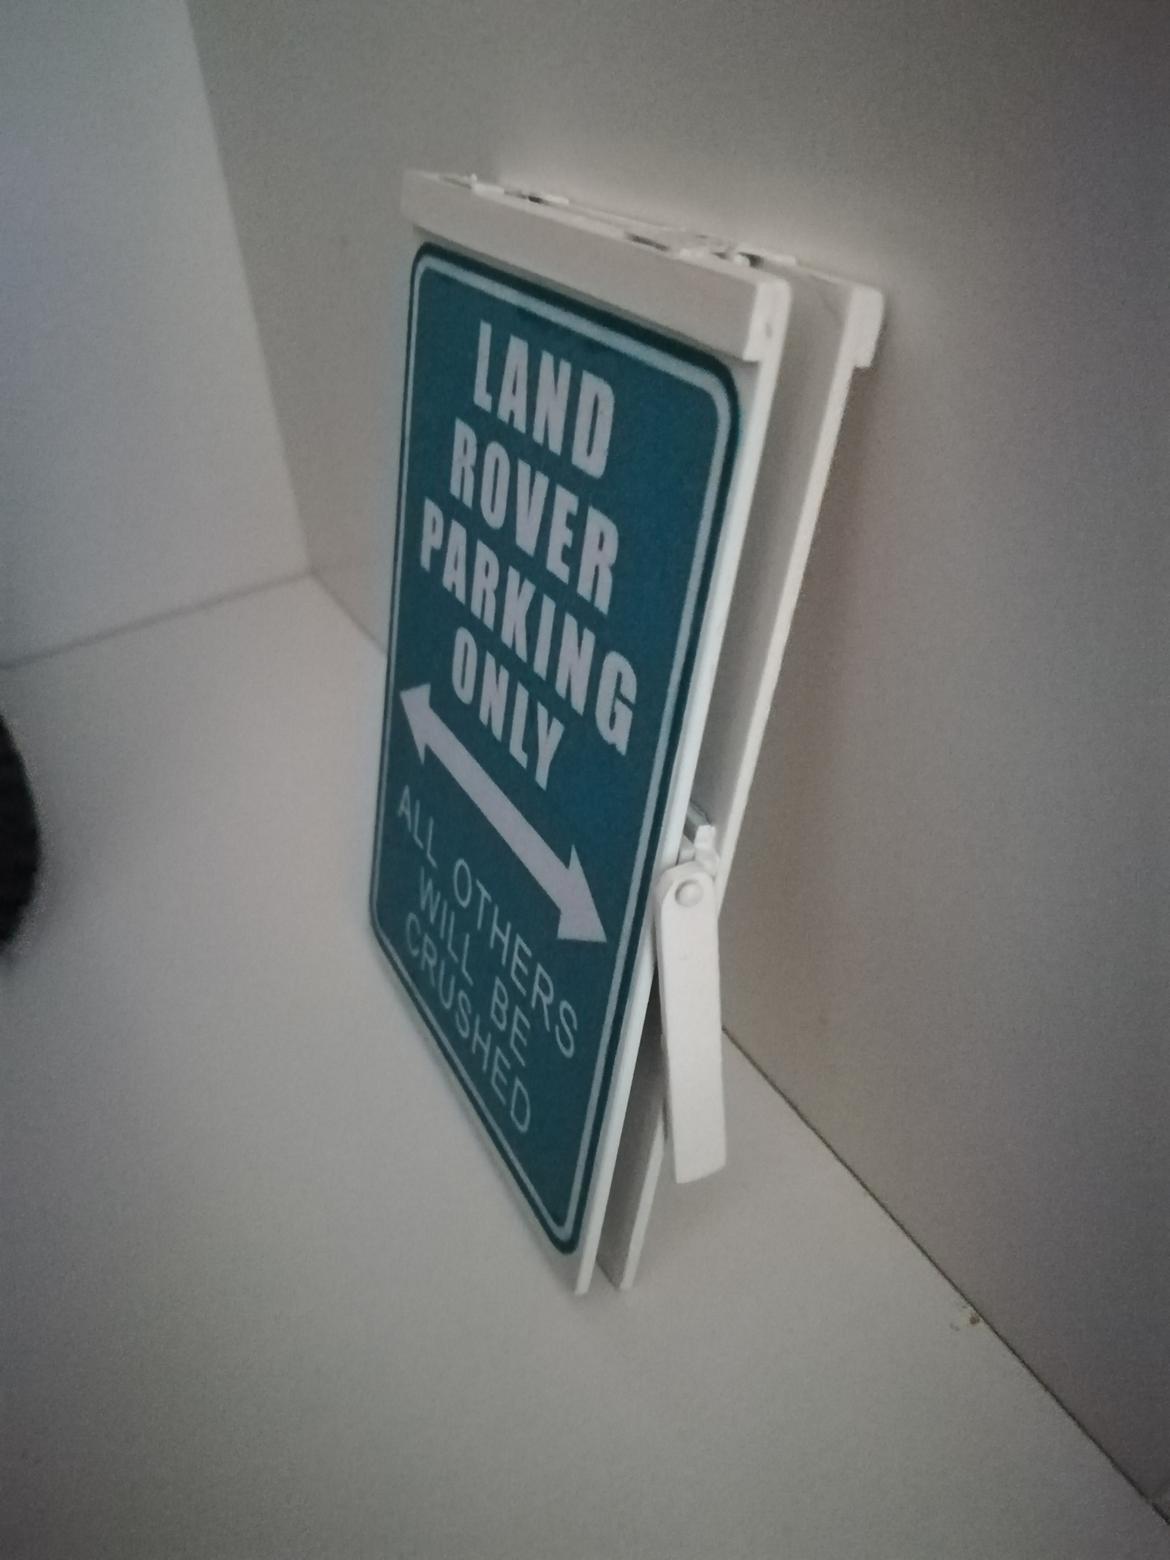 LAND
ROVER
PARKING
ONLY
ALL OTHERS
WILL BE
CRUSHED